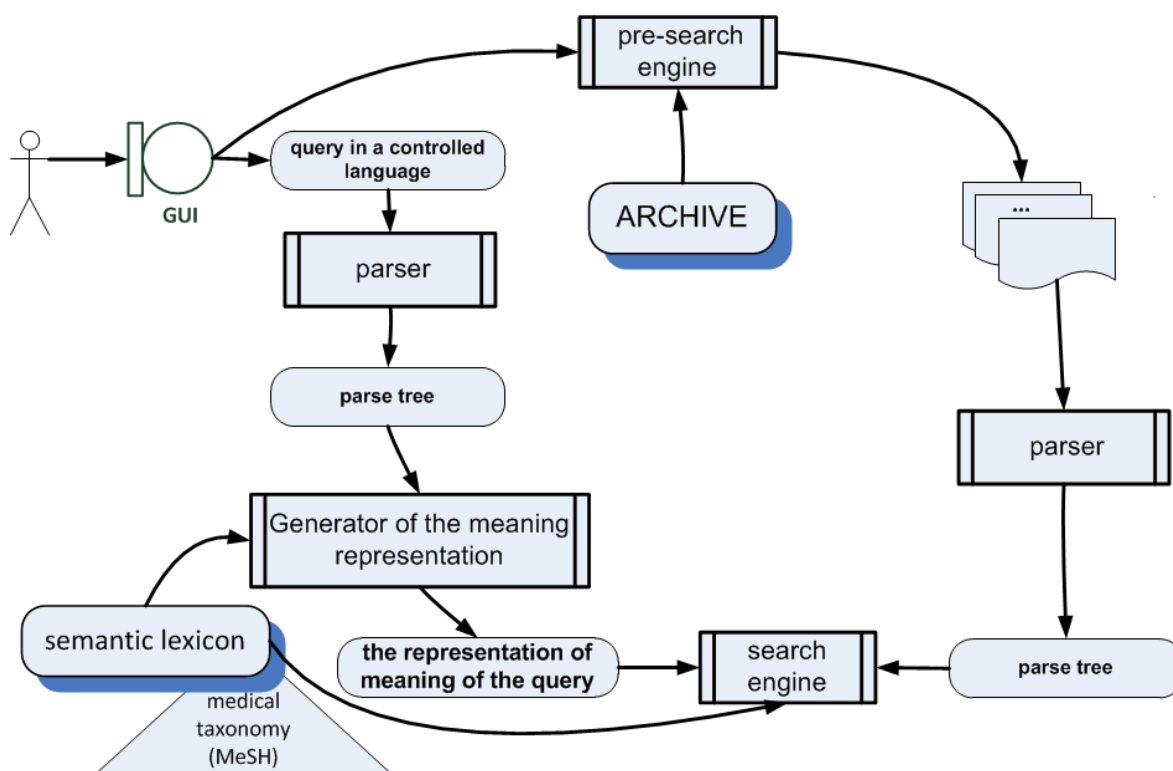 pre-search
engine
query in a controlled
language
GUI
ARCHIVE
...
parser
parse tree
parser
Generator of the meaning
representation
semantic lexicon
the representation of
meaning of the query
search
engine
parse tree
medical
taxonomy
(MeSH)